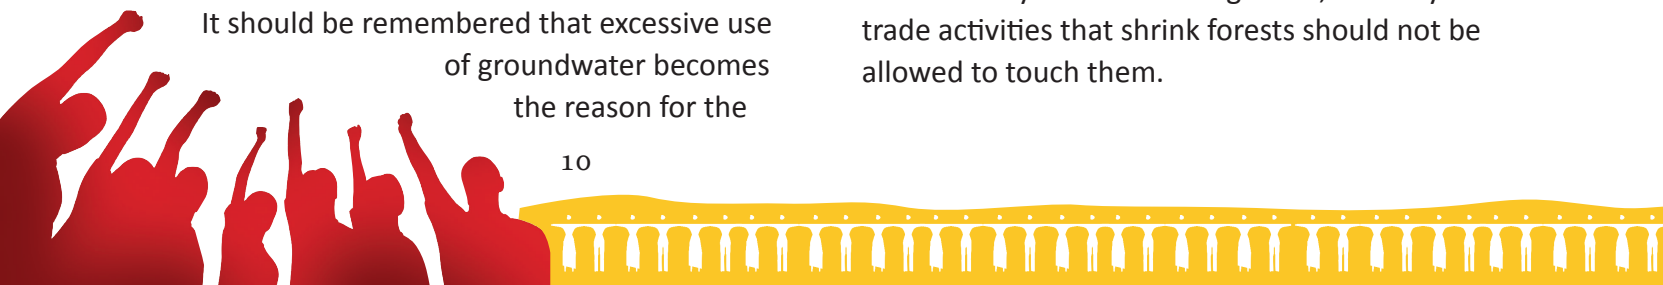 It should be remembered that excessive use
of groundwater becomes
the reason for the
trade activities that shrink forests should not be
allowed to touch them.
10